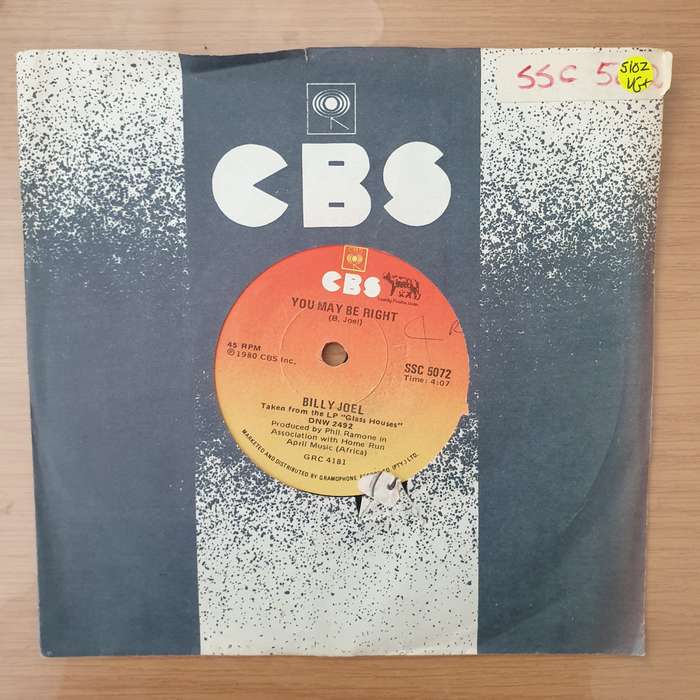 SSC
5102
VG+
CBS
CBS
CBS
YOU MAY BE RIGHT
(B. Joel)
45 RPM
℗ 1980 CBS Inc.
SSC 5072
Time: 4:07
BILLY JOEL
Taken from the LP "Glass Houses"
DNW 2492
Produced by Phil Ramone in
Association with Home Run
April Music (Africa)
GRC 4181
MARKETED AND DISTRIBUTED BY GRAMOPHONE (PTY) LTD.